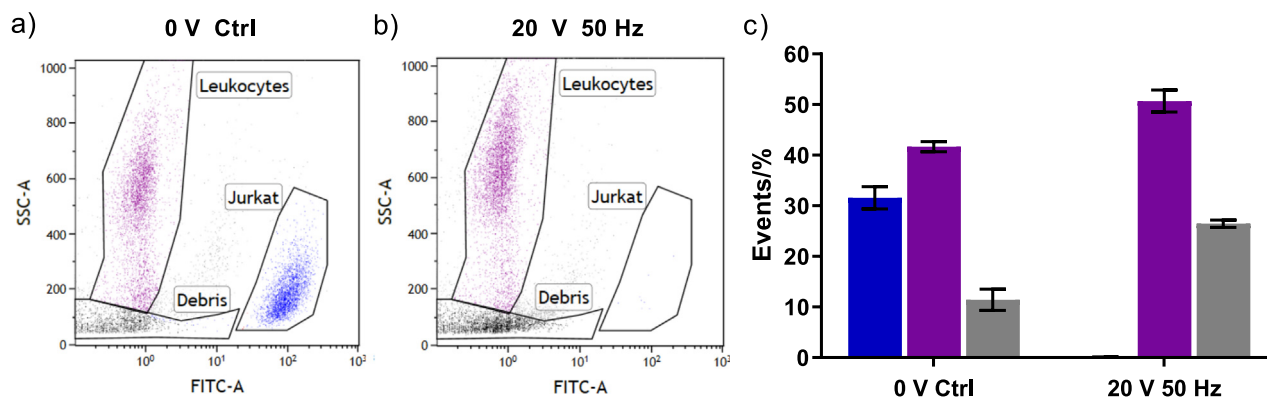 a)
0 V Ctrl
1000
800
600
400
200
0
SSC-A
Leukocytes
Jurkat
Debris
10⁰
10¹
10²
10³
FITC-A
b)
20 V 50 Hz
1000
800
600
400
200
0
SSC-A
Leukocytes
Jurkat
Debris
10⁰
10¹
10²
10³
FITC-A
c)
60
50
40
30
20
10
0
Events/%
0 V Ctrl
20 V 50 Hz